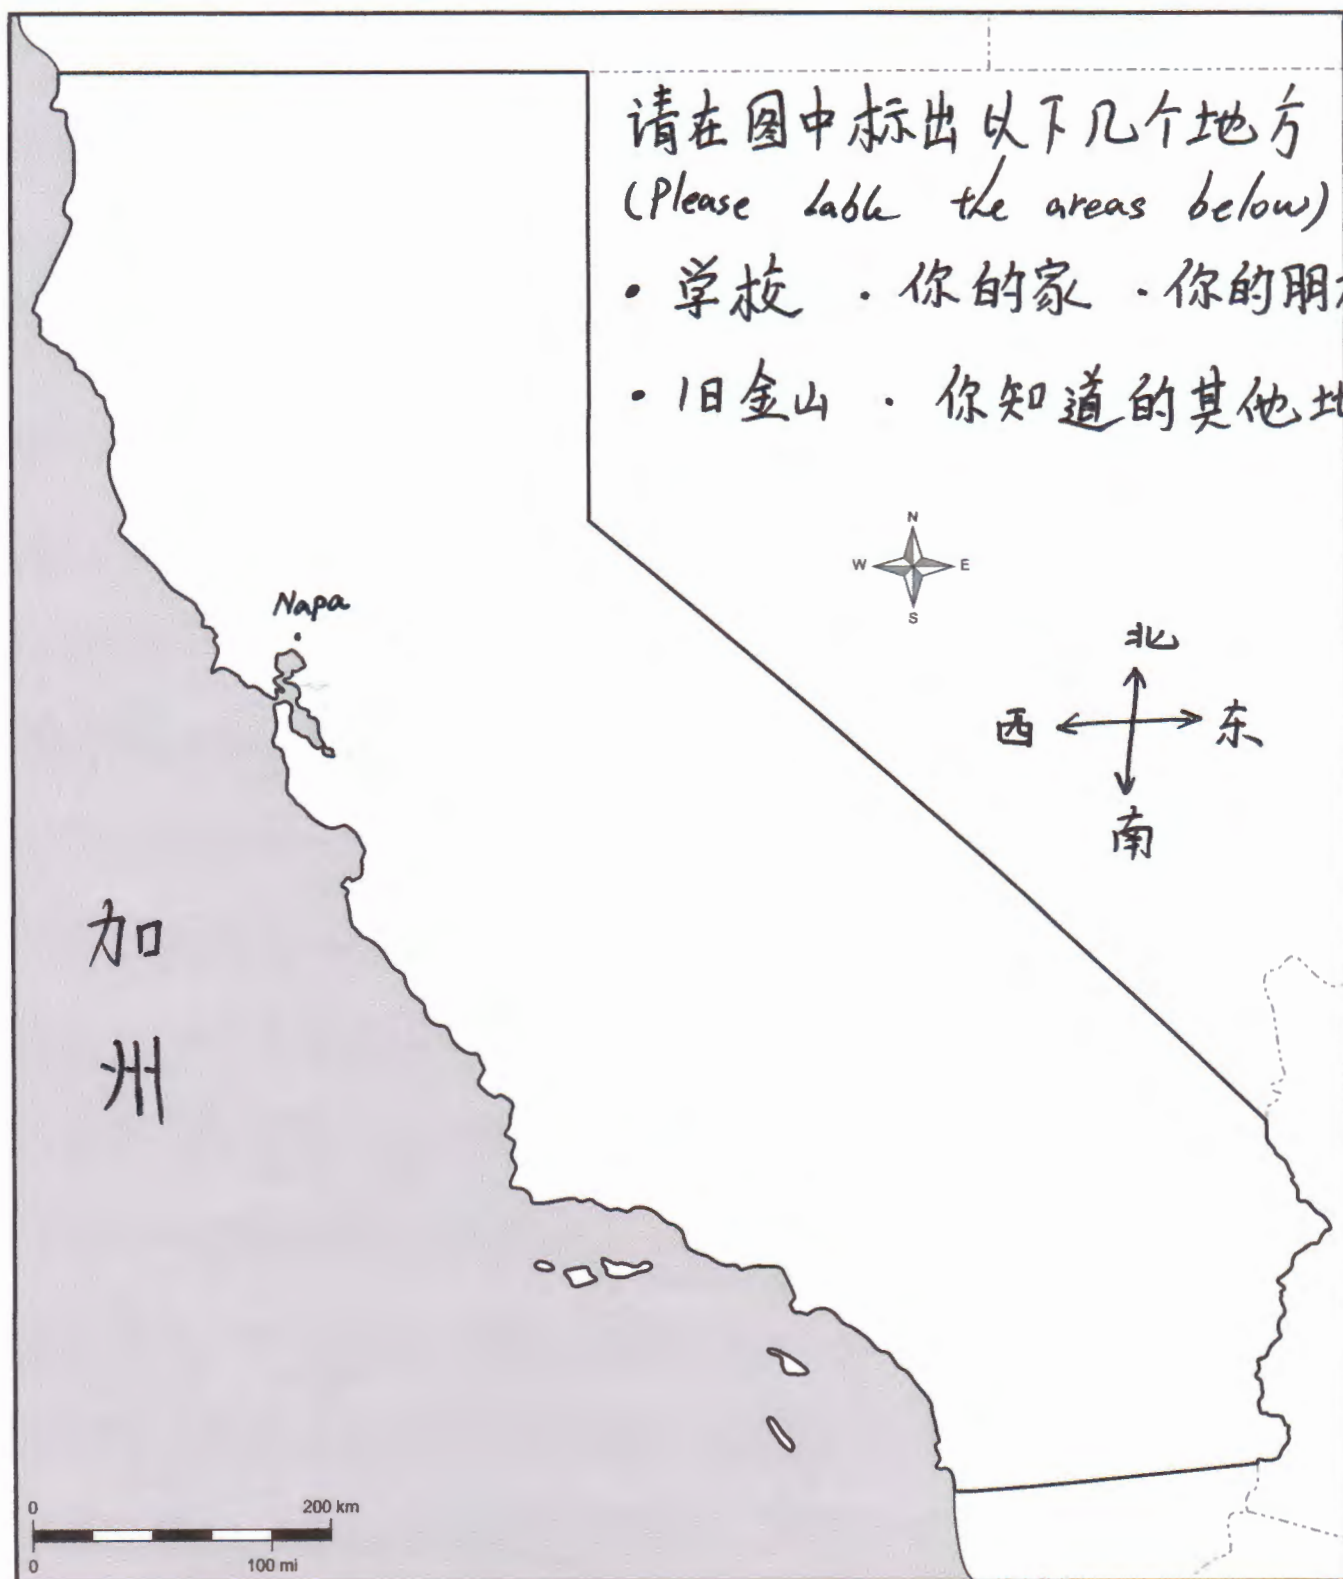 请在图中标出以下几个地方
(Please lable the areas below)
· 学校 · 你的家 · 你的朋
· 旧金山 · 你知道的其他地
N
W E
S
Napa
北
西 东
南
加
州
0 200 km
0 100 mi